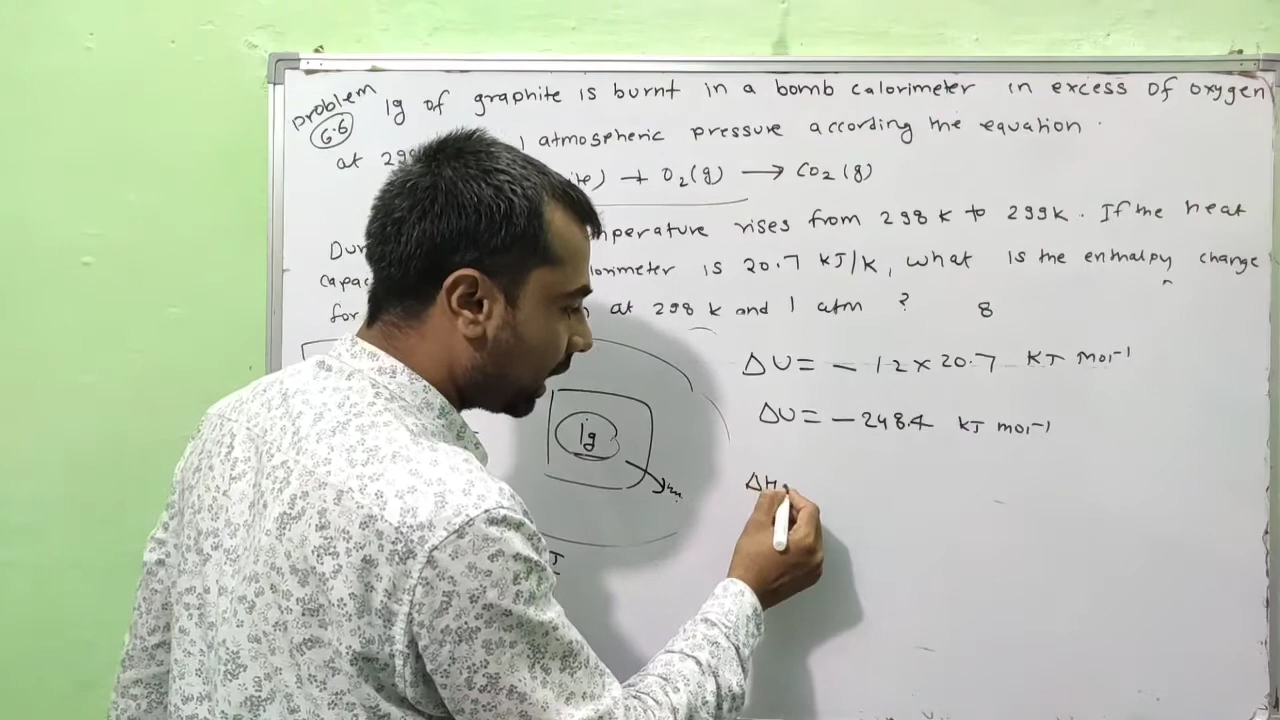 problem 1g of graphite is burnt in a bomb calorimeter in excess of oxygen
6.6
at 298 1 atmospheric pressure according the equation.
ite) + O2(g) → CO2(g)
Dur mperature rises from 298 K to 299K. If the heat
capac lorimeter is 20.7 KJ/K, what is the enthalpy change
for n at 298 K and 1 atm ? 8
ΔU = - 12 x 20.7 KJ mol-1
ΔU = - 248.4 KJ mol-1
1g
ΔH
J